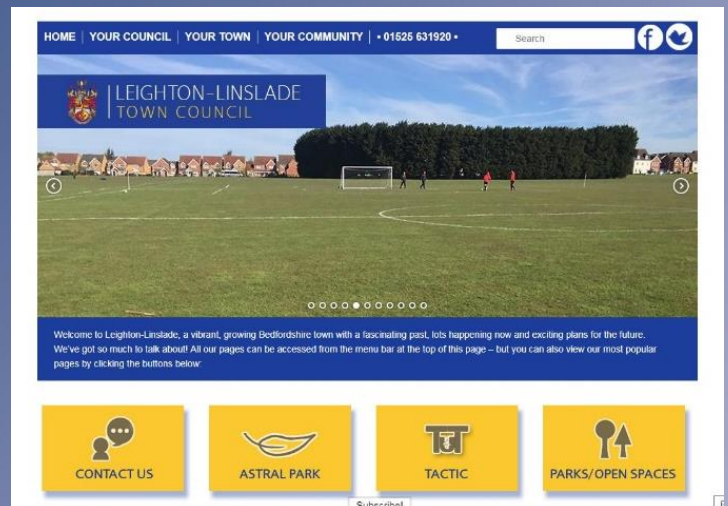 HOME | YOUR COUNCIL | YOUR TOWN | YOUR COMMUNITY | • 01525 631920 •
Search
LEIGHTON-LINSLADE
TOWN COUNCIL
Welcome to Leighton-Linslade, a vibrant, growing Bedfordshire town with a fascinating past, lots happening now and exciting plans for the future.
We've got so much to talk about! All our pages can be accessed from the menu bar at the top of this page – but you can also view our most popular
pages by clicking the buttons below:
CONTACT US
ASTRAL PARK
TACTIC
PARKS/OPEN SPACES
Subscribe!